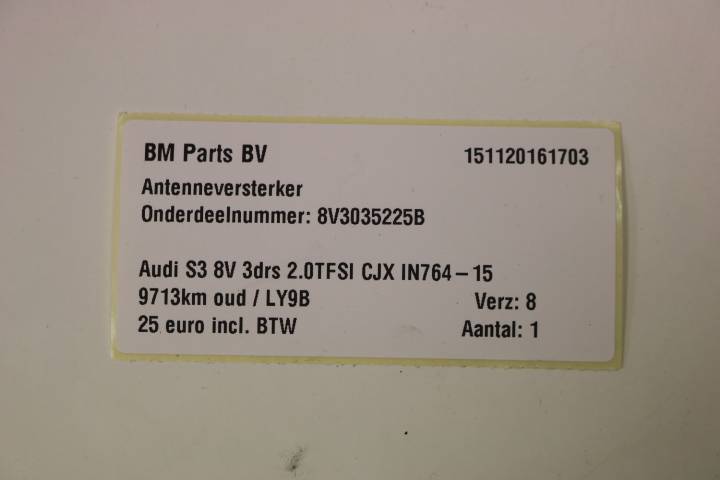 BM Parts BV 151120161703
Antenneversterker
Onderdeelnummer: 8V3035225B
Audi S3 8V 3drs 2.0TFSI CJX IN764-15
9713km oud / LY9B Verz: 8
25 euro incl. BTW Aantal: 1